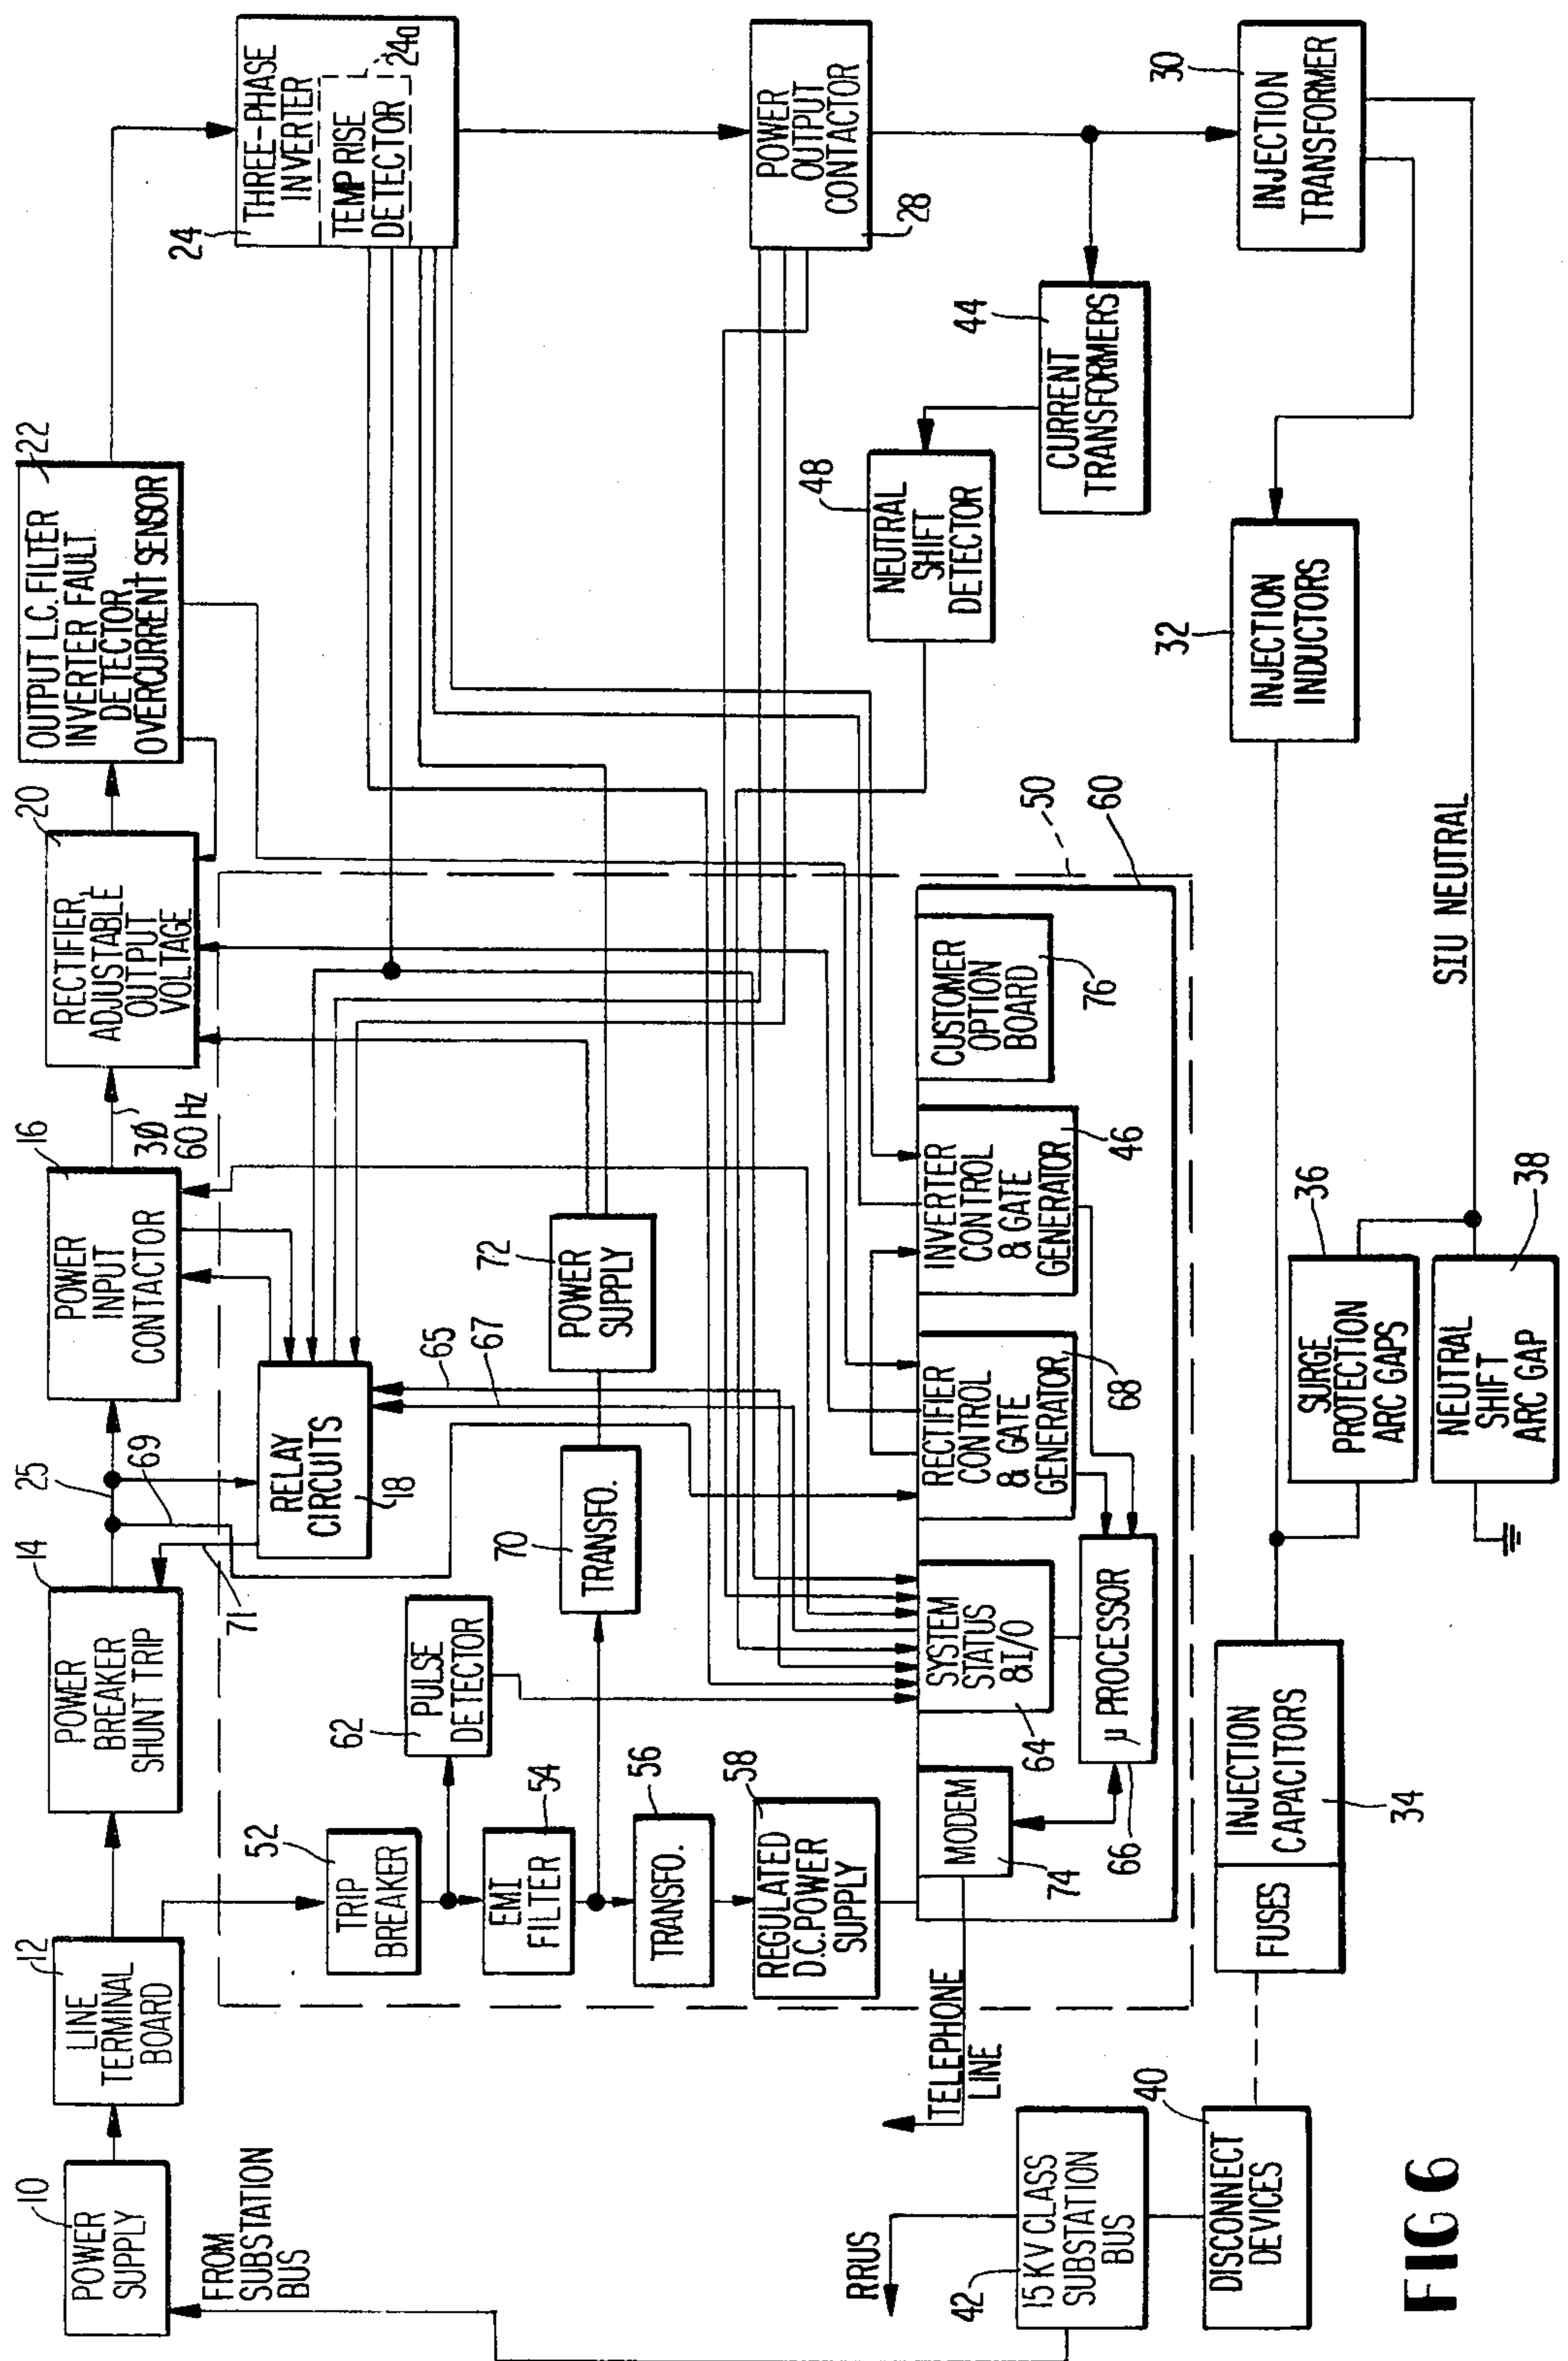 10
POWER
SUPPLY
FROM
SUBSTATION
BUS
12
LINE
TERMINAL
BOARD
14
POWER
BREAKER
SHUNT TRIP
71
25
69
16
POWER
INPUT
CONTACTOR
3Ø
60 Hz
20
RECTIFIER,
ADJUSTABLE
OUTPUT
VOLTAGE
22
OUTPUT L.C. FILTER
INVERTER FAULT
DETECTOR,
OVERCURRENT SENSOR
24
THREE-PHASE
INVERTER
TEMP RISE
DETECTOR
24a
RELAY
CIRCUITS
18
65
67
52
TRIP
BREAKER
62
PULSE
DETECTOR
54
EMI
FILTER
70
TRANSFO.
72
POWER
SUPPLY
56
TRANSFO.
58
REGULATED
D.C. POWER
SUPPLY
POWER
OUTPUT
CONTACTOR
28
48
NEUTRAL
SHIFT
DETECTOR
44
CURRENT
TRANSFORMERS
30
INJECTION
TRANSFORMER
50
60
MODEM
74
SYSTEM
STATUS
&I/O
64
RECTIFIER
CONTROL
& GATE
GENERATOR
68
INVERTER
CONTROL
& GATE
GENERATOR
46
CUSTOMER
OPTION
BOARD
76
µ PROCESSOR
66
TELEPHONE
LINE
RRUS
42
15 KV CLASS
SUBSTATION
BUS
40
DISCONNECT
DEVICES
FUSES
INJECTION
CAPACITORS
34
32
INJECTION
INDUCTORS
36
SURGE
PROTECTION
ARC GAPS
NEUTRAL
SHIFT
ARC GAP
38
SIU NEUTRAL
FIG 6